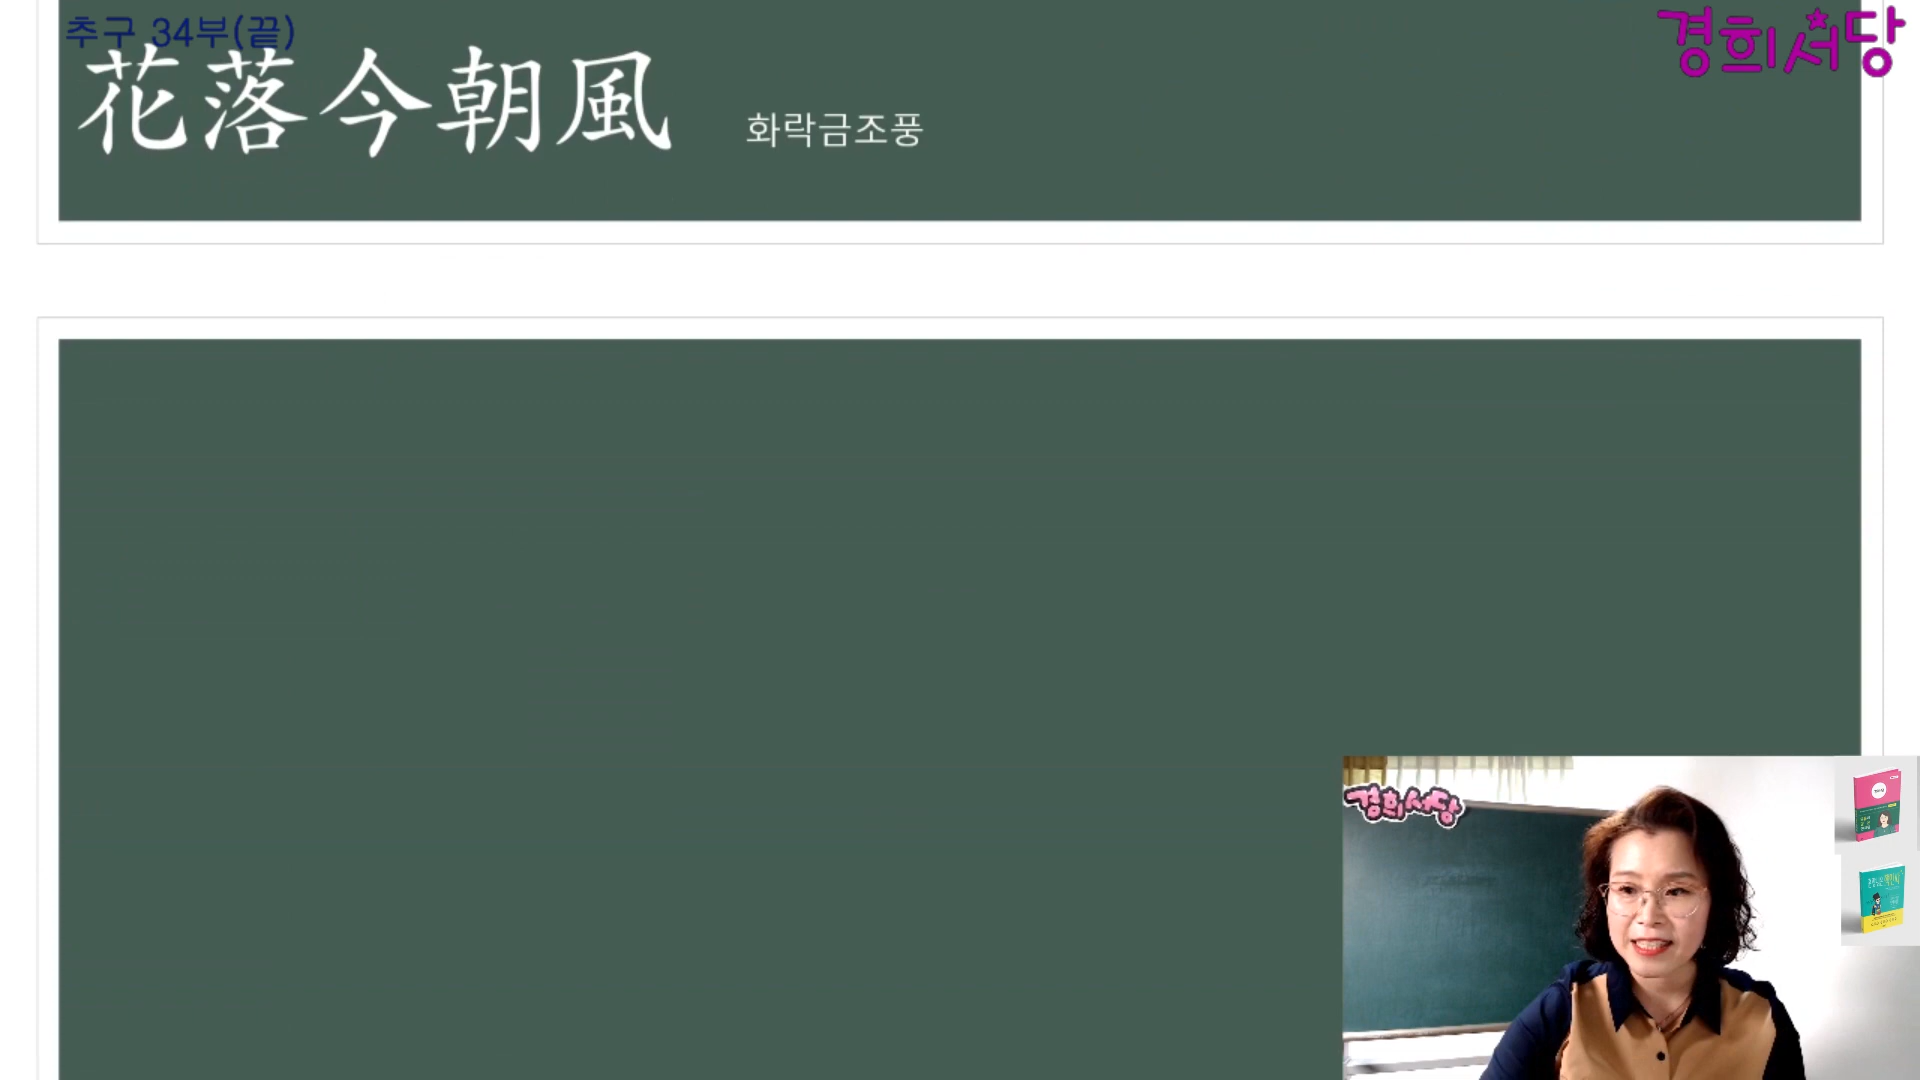 추구 34부(끝)
경희서당
花落今朝風 화락금조풍
경희서당